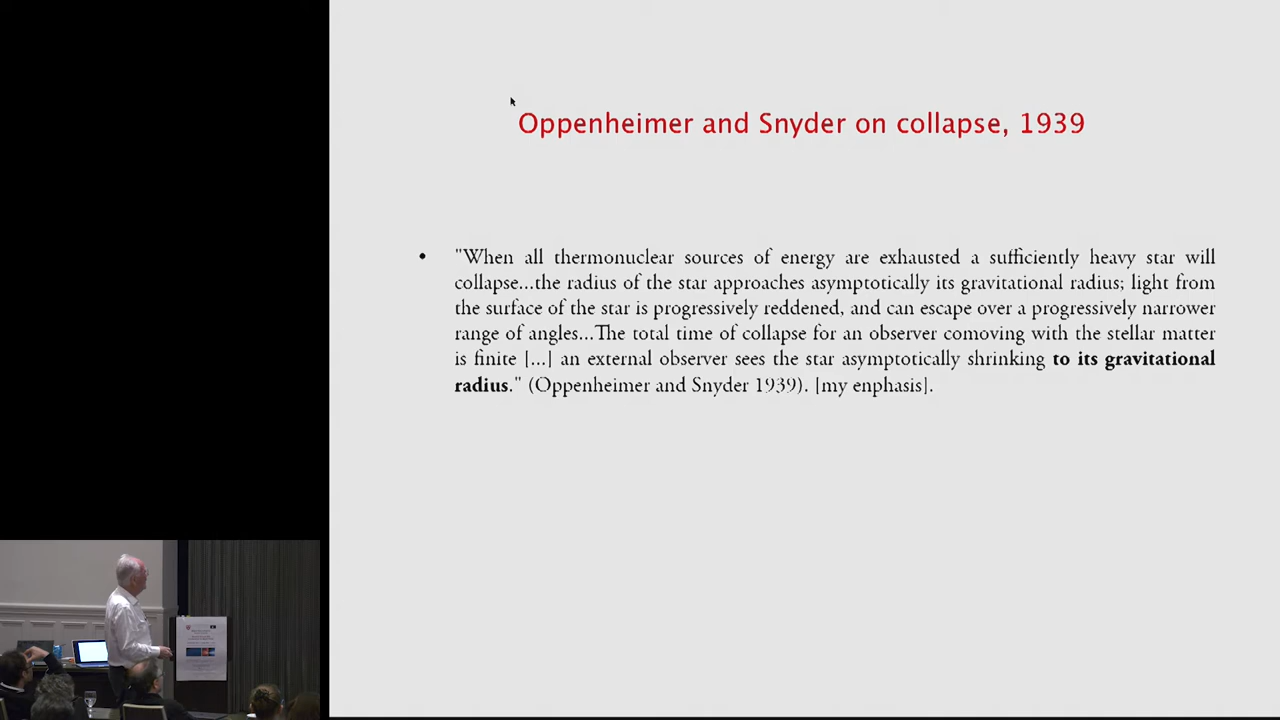 Oppenheimer and Snyder on collapse, 1939
• "When all thermonuclear sources of energy are exhausted a sufficiently heavy star will
collapse...the radius of the star approaches asymptotically its gravitational radius; light from
the surface of the star is progressively reddened, and can escape over a progressively narrower
range of angles...The total time of collapse for an observer comoving with the stellar matter
is finite [...] an external observer sees the star asymptotically shrinking to its gravitational
radius." (Oppenheimer and Snyder 1939). [my enphasis].